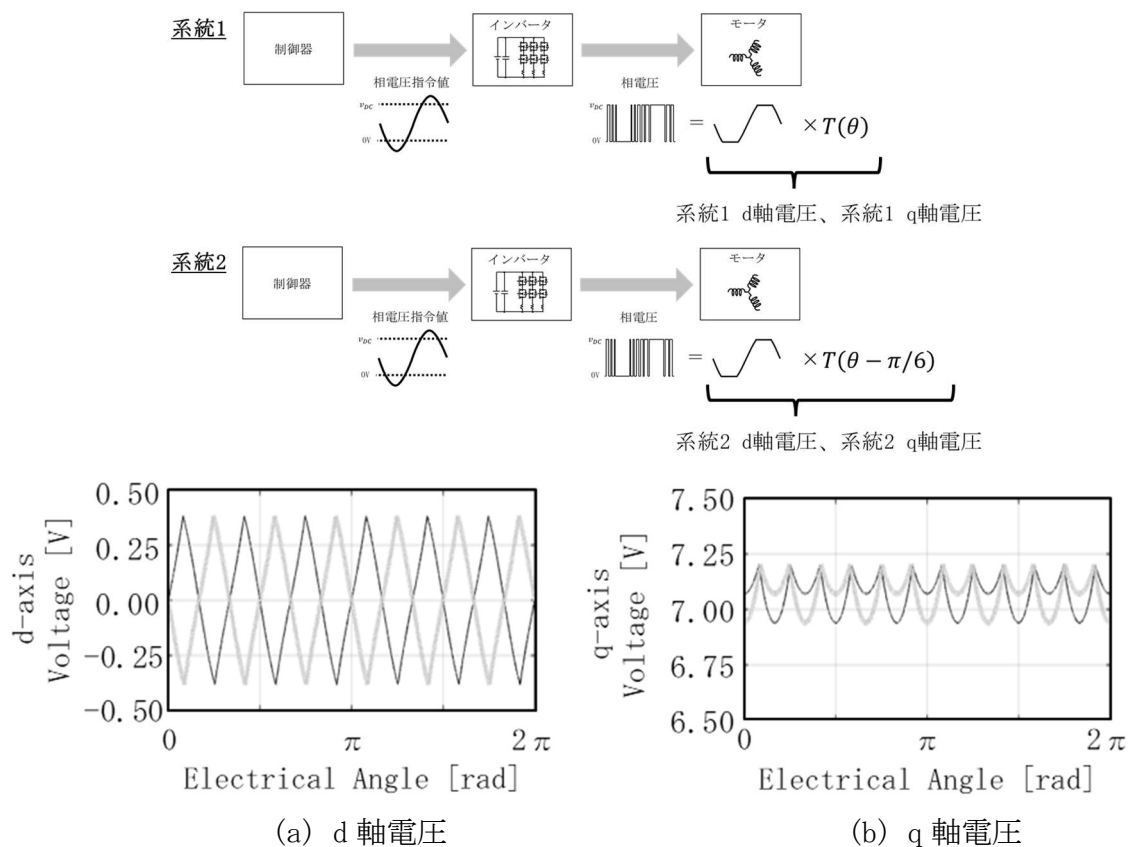 系統1
制御器
インバータ
モータ
相電圧指令値
相電圧
v_DC
0V
v_DC
0V
= × T(θ)
系統1 d軸電圧、系統1 q軸電圧
系統2
制御器
インバータ
モータ
相電圧指令値
相電圧
v_DC
0V
v_DC
0V
= × T(θ − π/6)
系統2 d軸電圧、系統2 q軸電圧
d-axis
Voltage [V]
0.50
0.25
0.00
-0.25
-0.50
0 π 2π
Electrical Angle [rad]
(a) d 軸電圧
q-axis
Voltage [V]
7.50
7.25
7.00
6.75
6.50
0 π 2π
Electrical Angle [rad]
(b) q 軸電圧